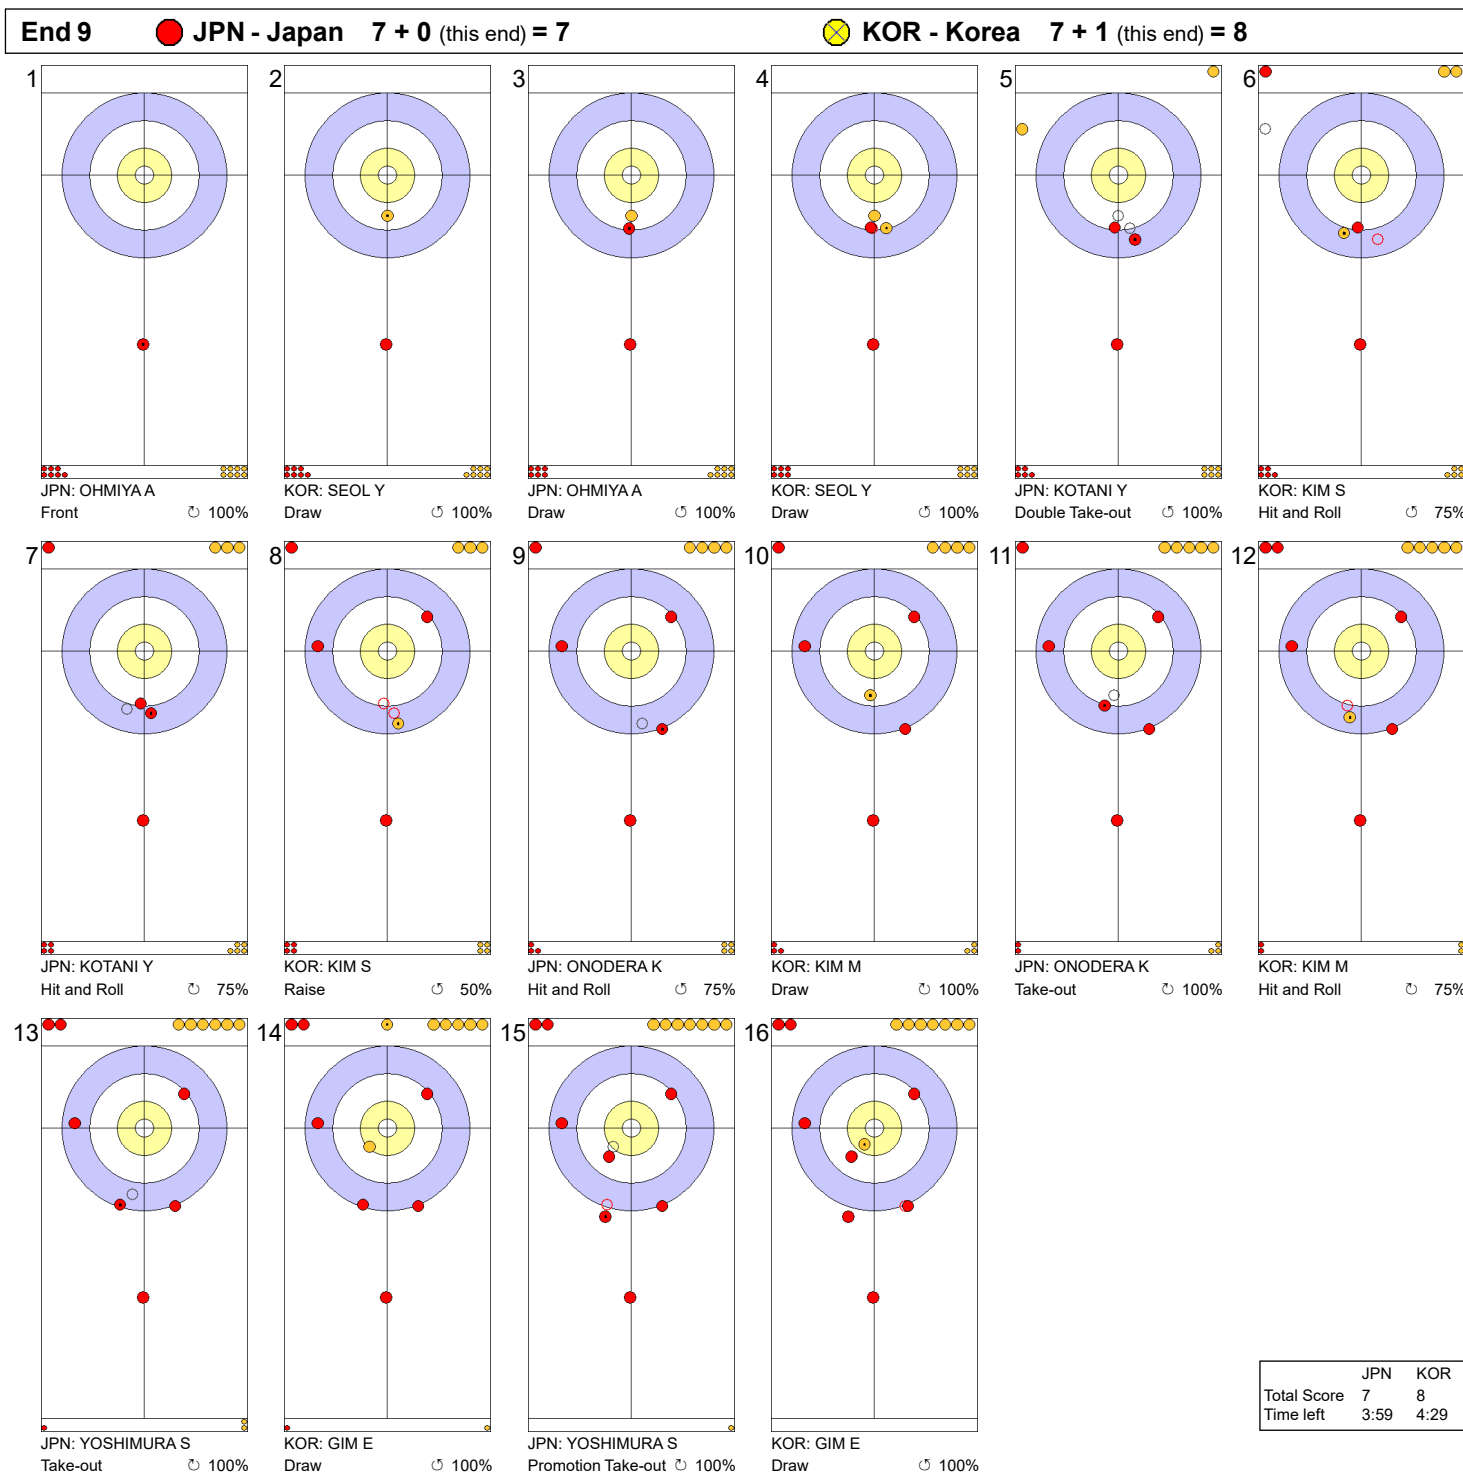 End 9 JPN - Japan 7 + 0 (this end) = 7 KOR - Korea 7 + 1 (this end) = 8
1 2 3 4 5 6
JPN: OHMIYA A KOR: SEOL Y JPN: OHMIYA A KOR: SEOL Y JPN: KOTANI Y KOR: KIM S
Front ↻ 100% Draw ↺ 100% Draw ↺ 100% Draw ↺ 100% Double Take-out ↺ 100% Hit and Roll ↺ 75%
7 8 9 10 11 12
JPN: KOTANI Y KOR: KIM S JPN: ONODERA K KOR: KIM M JPN: ONODERA K KOR: KIM M
Hit and Roll ↻ 75% Raise ↺ 50% Hit and Roll ↺ 75% Draw ↻ 100% Take-out ↻ 100% Hit and Roll ↻ 75%
13 14 15 16
JPN: YOSHIMURA S KOR: GIM E JPN: YOSHIMURA S KOR: GIM E
Take-out ↻ 100% Draw ↺ 100% Promotion Take-out ↻ 100% Draw ↺ 100%
JPN KOR
Total Score 7 8
Time left 3:59 4:29